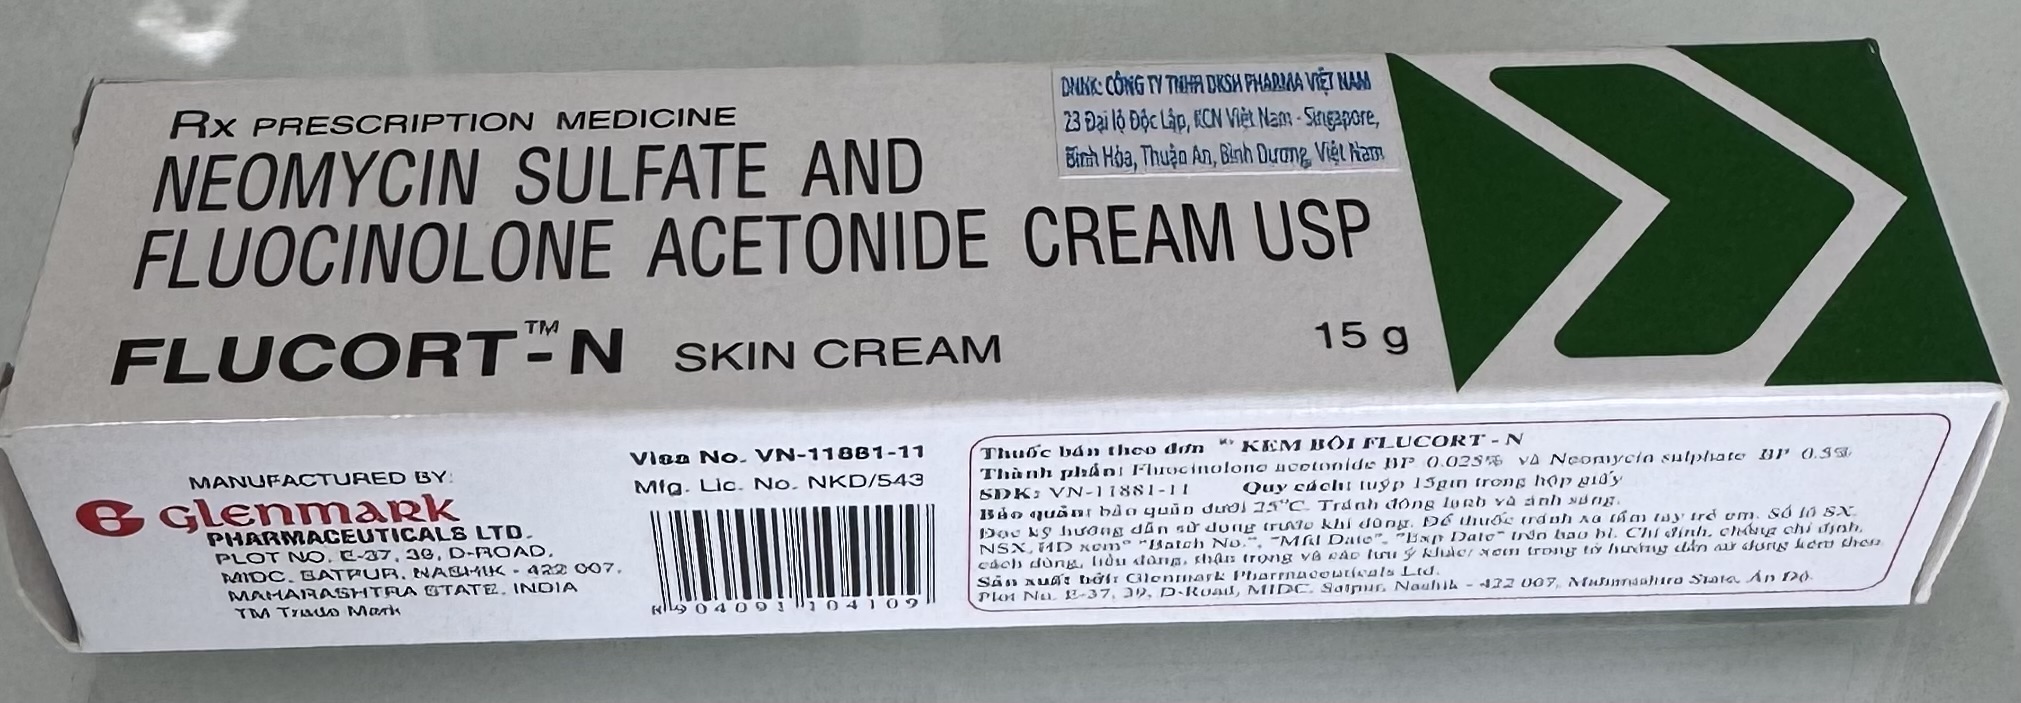 Rx PRESCRIPTION MEDICINE
NEOMYCIN SULFATE AND
FLUOCINOLONE ACETONIDE CREAM USP
FLUCORT™-N SKIN CREAM
15 g
DNNK: CÔNG TY TNHH DKSH PHARMA VIỆT NAM
23 Đại lộ Độc Lập, KCN Việt Nam - Singapore,
Bình Hòa, Thuận An, Bình Dương, Việt Nam
MANUFACTURED BY:
Glenmark
PHARMACEUTICALS LTD.
PLOT NO. E-37, 39, D-ROAD,
MIDC, SATPUR, NASHIK - 422 007,
MAHARASHTRA STATE, INDIA
TM Trade Mark
Visa No. VN-11881-11
Mfg. Lic. No. NKD/543
904091 104109
Thuốc bán theo đơn KEM BÔI FLUCORT - N
Thành phần: Fluocinolone acetonide BP 0.025% và Neomycin sulphate BP
SĐK: VN-11881-11 Quy cách: tuýp 15gm trong hộp giấy
Bảo quản: bảo quản dưới 25°C. Tránh đông lạnh và ánh sáng.
Đọc kỹ hướng dẫn sử dụng trước khi dùng. Để thuốc tránh xa tầm tay trẻ em. Số lô SX,
NSX, HD xem "Batch No.", "Mfd Date", "Exp Date" trên bao bì. Chỉ định, chống chỉ định,
cách dùng, liều dùng, thận trọng và các lưu ý khác: xem trong tờ hướng dẫn sử dụng kèm theo.
Sản xuất bởi: Glenmark Pharmaceuticals Ltd.
Plot No. E-37, 39, D-Road, MIDC, Satpur, Nashik - 422 007, Maharashtra State, Ấn Độ.